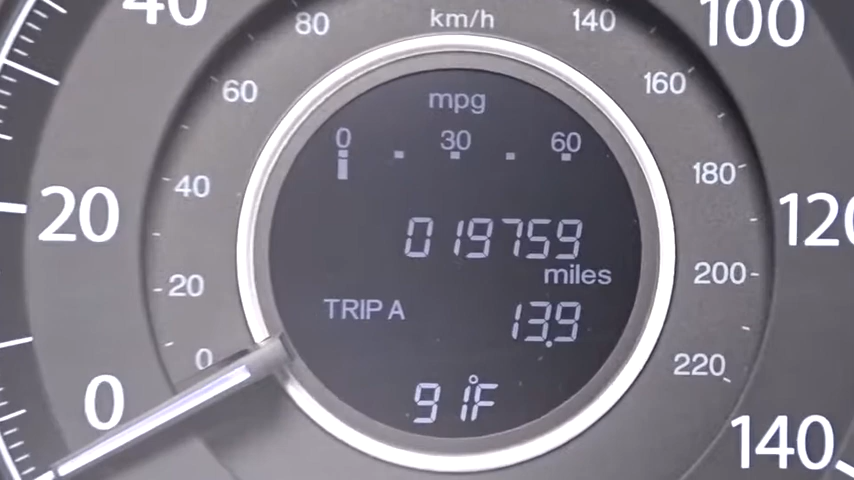 40 80 km/h 140 100
60 mpg 160
0 30 60
40 180
20 019759 120
miles
20 200
TRIP A 13.9
0 220
0 91°F
140